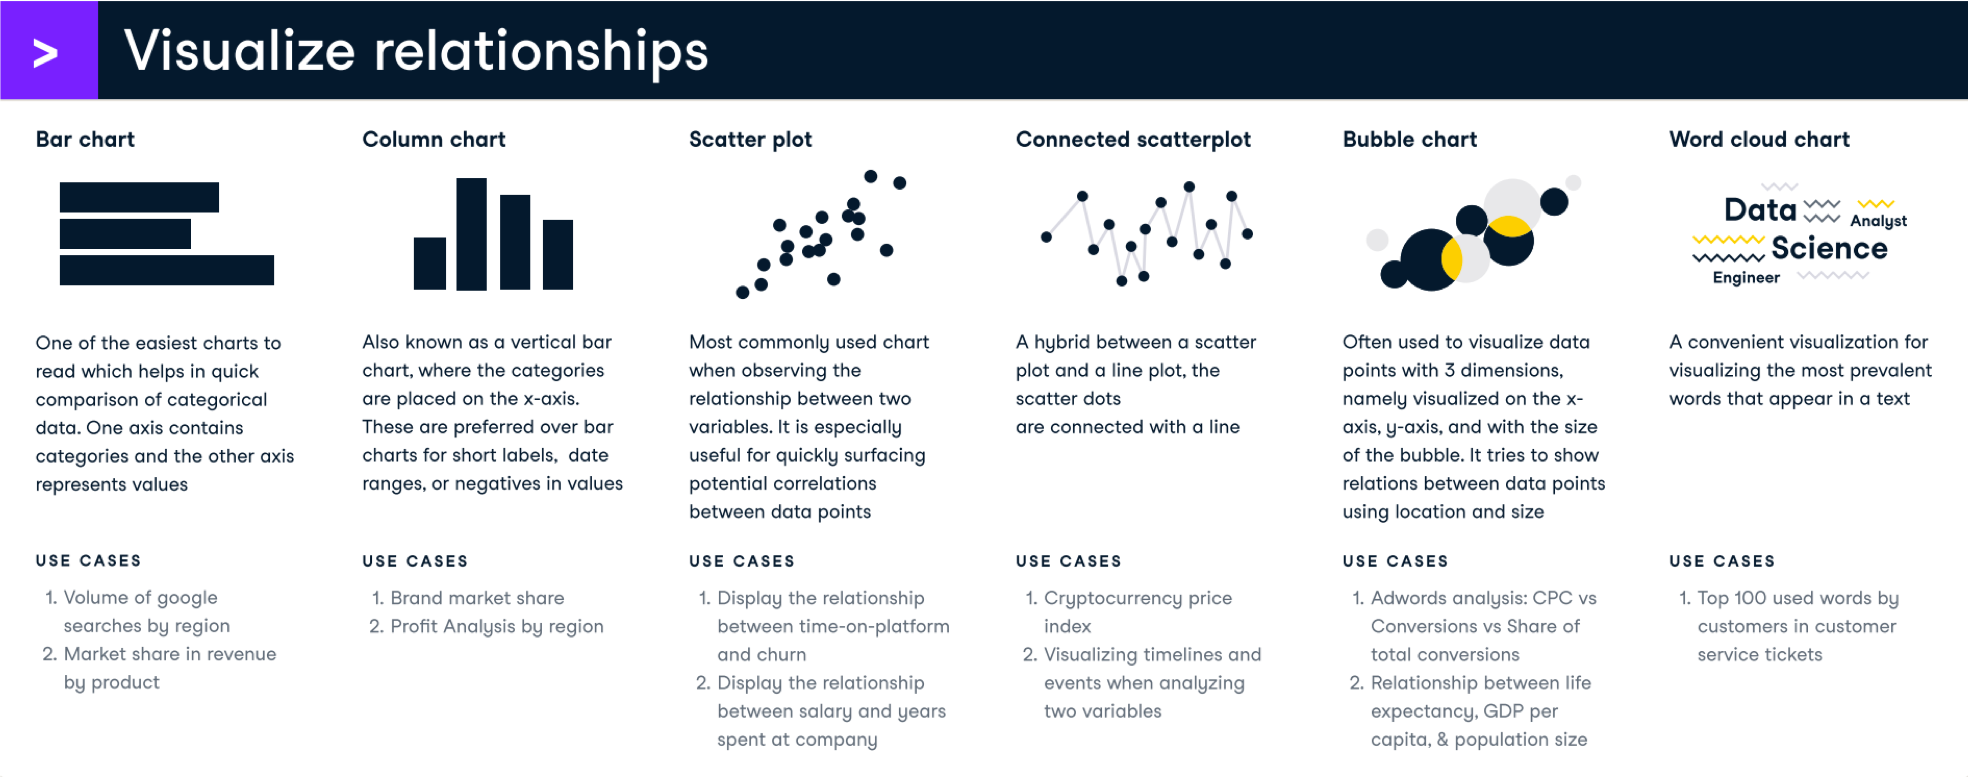 > Visualize relationships
Bar chart
One of the easiest charts to
read which helps in quick
comparison of categorical
data. One axis contains
categories and the other axis
represents values
USE CASES
1. Volume of google
searches by region
2. Market share in revenue
by product
Column chart
Also known as a vertical bar
chart, where the categories
are placed on the x-axis.
These are preferred over bar
charts for short labels, date
ranges, or negatives in values
USE CASES
1. Brand market share
2. Profit Analysis by region
Scatter plot
Most commonly used chart
when observing the
relationship between two
variables. It is especially
useful for quickly surfacing
potential correlations
between data points
USE CASES
1. Display the relationship
between time-on-platform
and churn
2. Display the relationship
between salary and years
spent at company
Connected scatterplot
A hybrid between a scatter
plot and a line plot, the
scatter dots
are connected with a line
USE CASES
1. Cryptocurrency price
index
2. Visualizing timelines and
events when analyzing
two variables
Bubble chart
Often used to visualize data
points with 3 dimensions,
namely visualized on the x-
axis, y-axis, and with the size
of the bubble. It tries to show
relations between data points
using location and size
USE CASES
1. Adwords analysis: CPC vs
Conversions vs Share of
total conversions
2. Relationship between life
expectancy, GDP per
capita, & population size
Word cloud chart
Data
Analyst
Science
Engineer
A convenient visualization for
visualizing the most prevalent
words that appear in a text
USE CASES
1. Top 100 used words by
customers in customer
service tickets